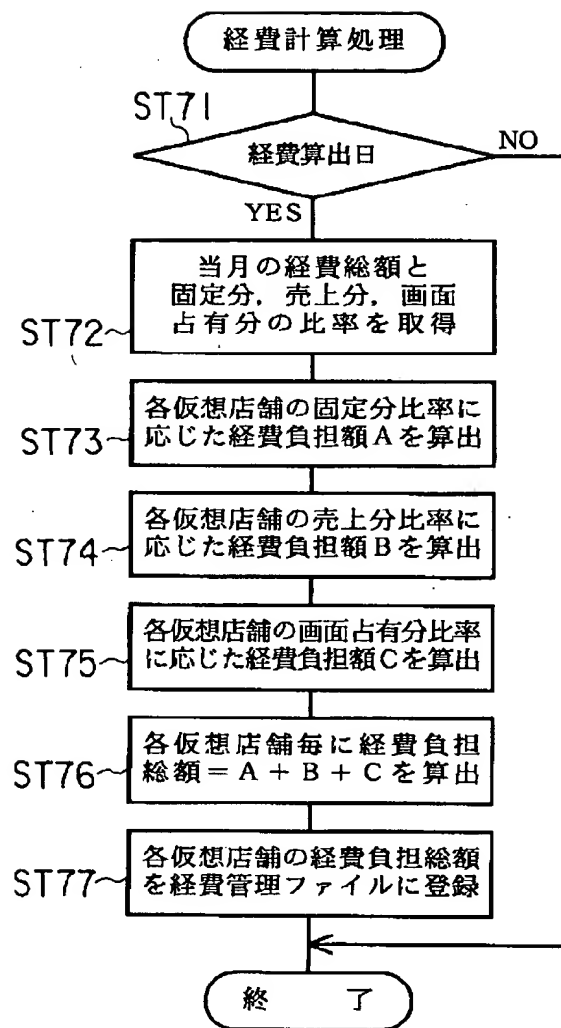 経費計算処理
ST71
経費算出日
NO
YES
当月の経費総額と
固定分,売上分,画面
占有分の比率を取得
ST72
各仮想店舗の固定分比率に
応じた経費負担額Aを算出
ST73
各仮想店舗の売上分比率に
応じた経費負担額Bを算出
ST74
各仮想店舗の画面占有分比率
に応じた経費負担額Cを算出
ST75
各仮想店舗毎に経費負担
総額=A+B+Cを算出
ST76
各仮想店舗の経費負担総額
を経費管理ファイルに登録
ST77
終了